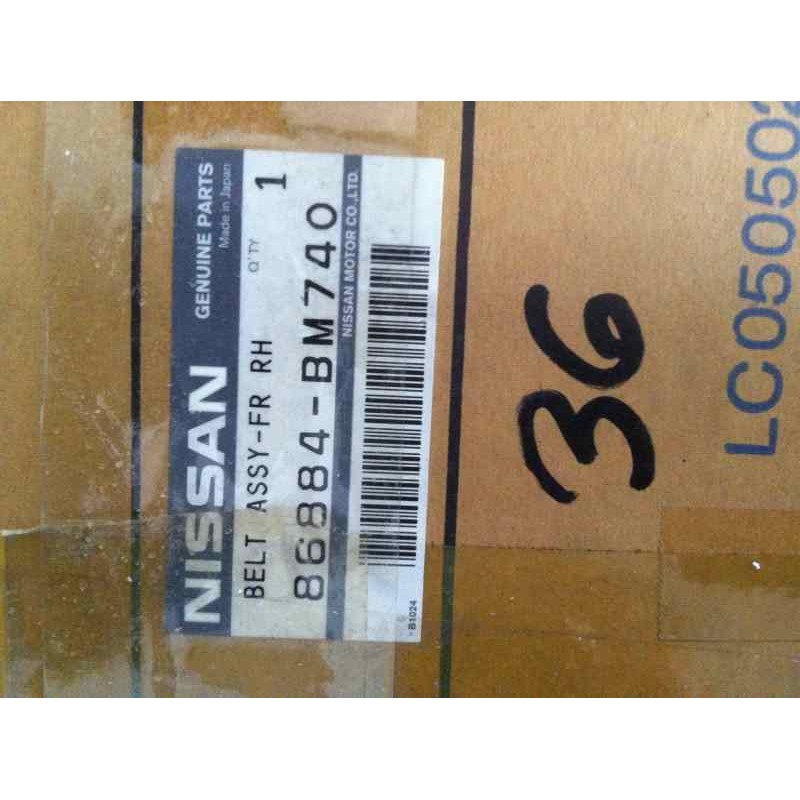 NISSAN GENUINE PARTS
Made in Japan
BELT ASSY-FR RH Q'TY 1
86884-BM740
NISSAN MOTOR CO.,LTD.
B1024
36
LC050502